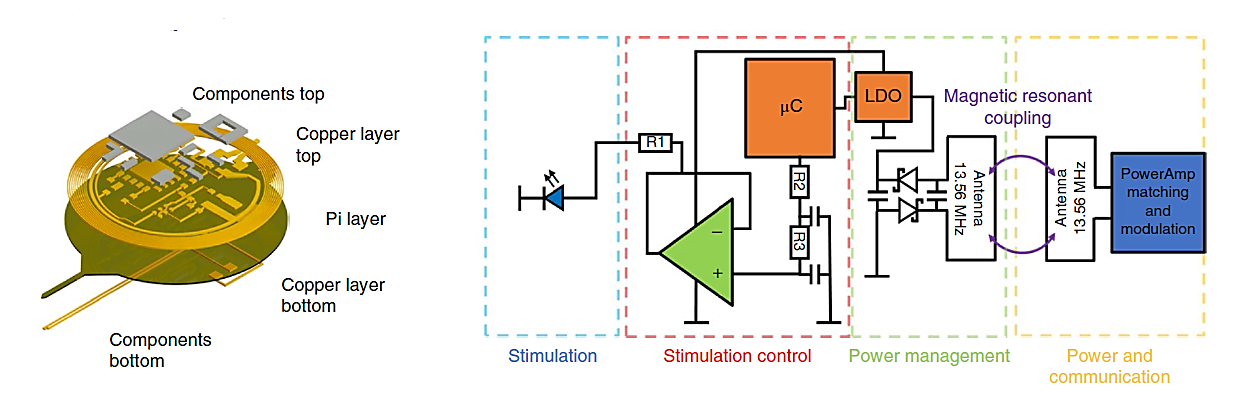 Components top
Copper layer
top
Pi layer
Copper layer
bottom
Components
bottom
μC
LDO
Magnetic resonant
coupling
R1
R2
R3
−
+
Antenna
13.56 MHz
Antenna
13.56 MHz
PowerAmp
matching
and
modulation
Stimulation
Stimulation control
Power management
Power and
communication